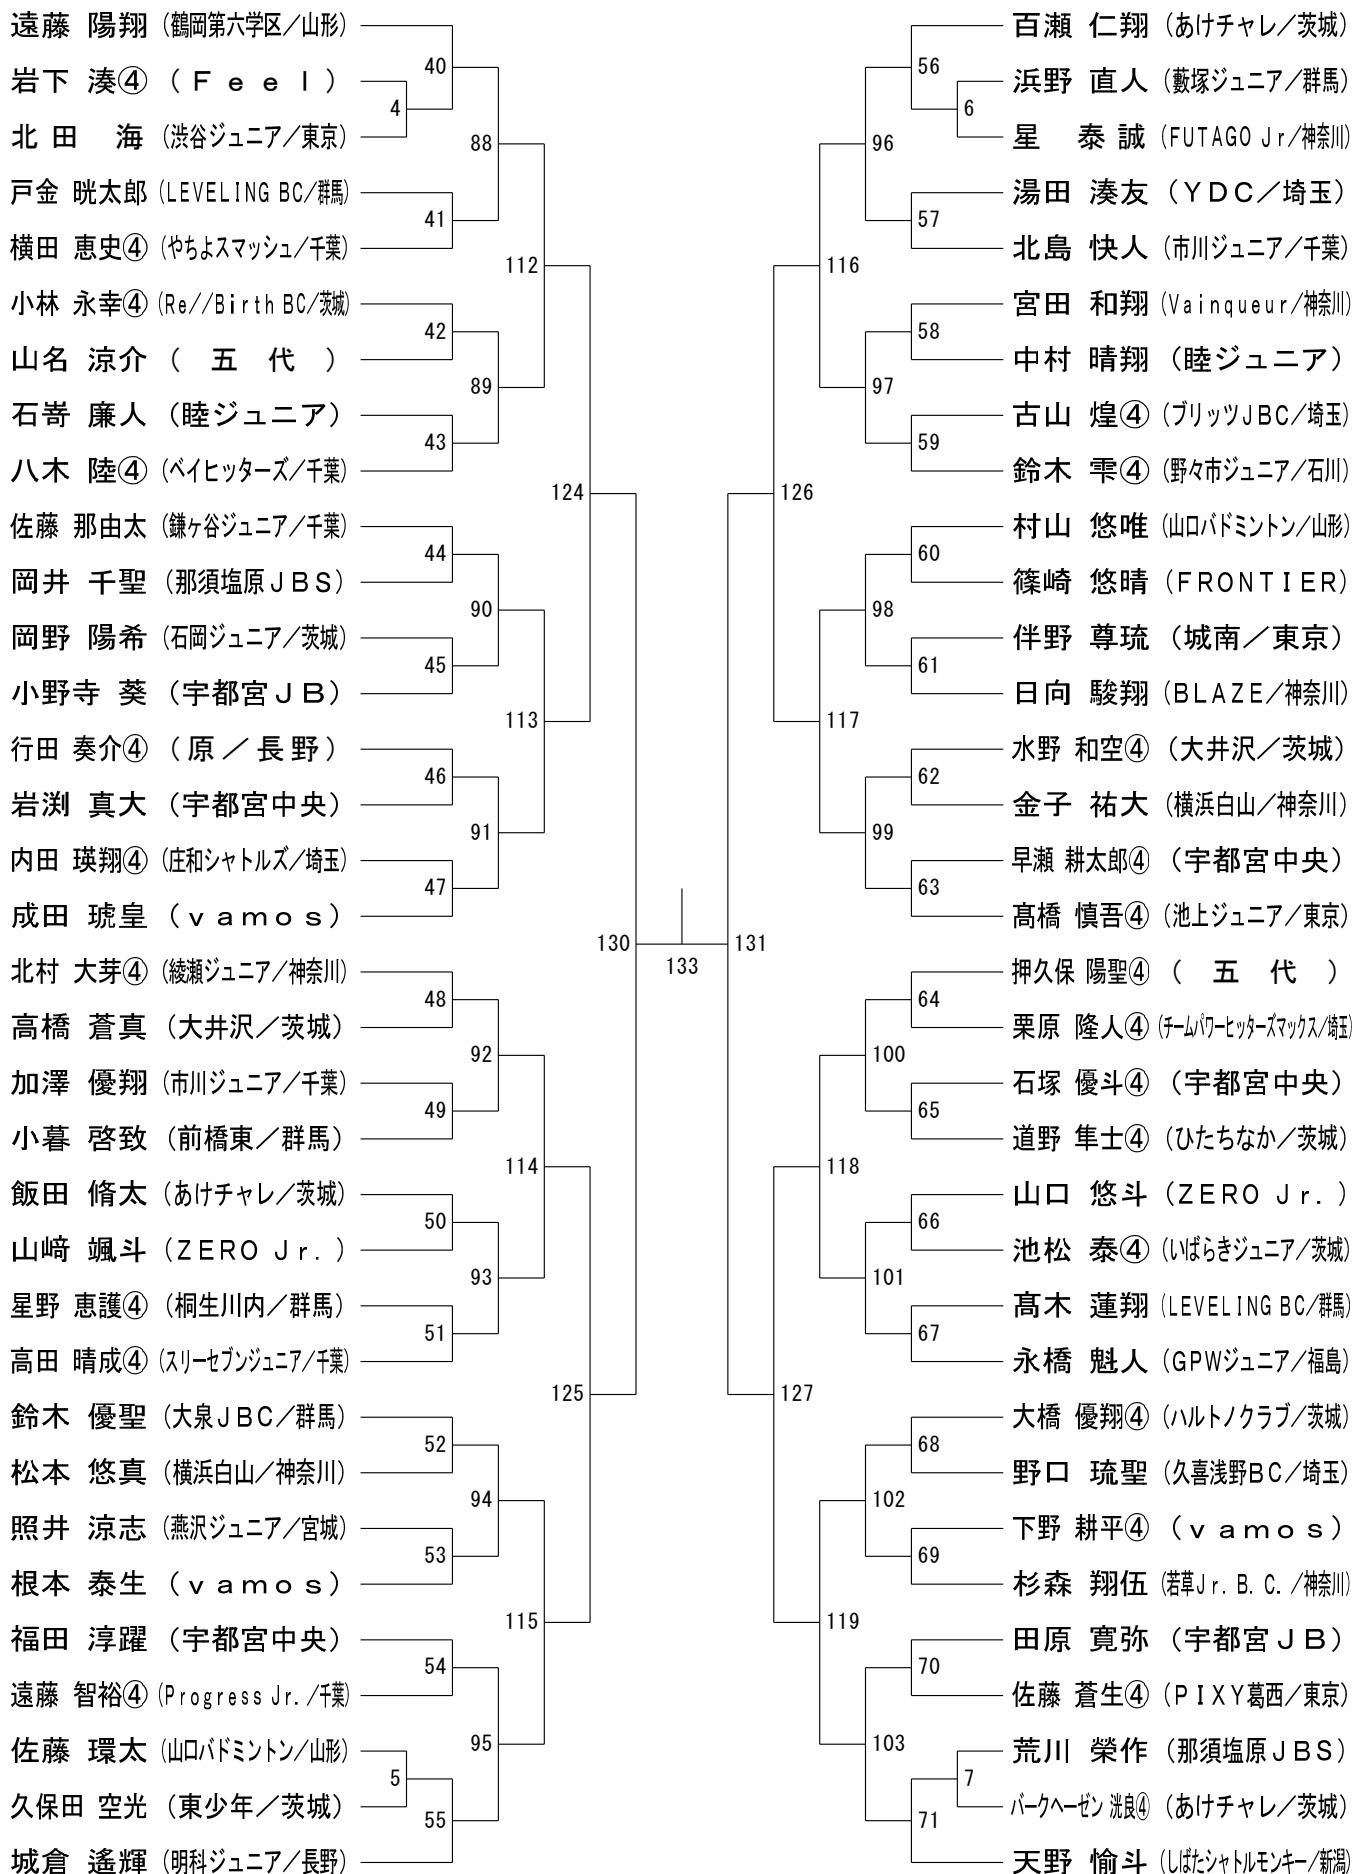 遠藤 陽翔 (鶴岡第六学区／山形)
岩下 湊④ (Feel)
北田 海 (渋谷ジュニア／東京)
戸金 晄太郎 (LEVELING BC／群馬)
横田 恵史④ (やちよスマッシュ／千葉)
小林 永幸④ (Re//Birth BC／茨城)
山名 涼介 (五代)
石嵜 廉人 (睦ジュニア)
八木 陸④ (ベイヒッターズ／千葉)
佐藤 那由太 (鎌ヶ谷ジュニア／千葉)
岡井 千聖 (那須塩原JBS)
岡野 陽希 (石岡ジュニア／茨城)
小野寺 葵 (宇都宮JB)
行田 奏介④ (原／長野)
岩渕 真大 (宇都宮中央)
内田 瑛翔④ (庄和シャトルズ／埼玉)
成田 琥皇 (vamos)
北村 大芽④ (綾瀬ジュニア／神奈川)
高橋 蒼真 (大井沢／茨城)
加澤 優翔 (市川ジュニア／千葉)
小暮 啓致 (前橋東／群馬)
飯田 脩太 (あけチャレ／茨城)
山﨑 颯斗 (ZERO Jr.)
星野 恵護④ (桐生川内／群馬)
高田 晴成④ (スリーセブンジュニア／千葉)
鈴木 優聖 (大泉JBC／群馬)
松本 悠真 (横浜白山／神奈川)
照井 涼志 (燕沢ジュニア／宮城)
根本 泰生 (vamos)
福田 淳躍 (宇都宮中央)
遠藤 智裕④ (Progress Jr.／千葉)
佐藤 環太 (山口バドミントン／山形)
久保田 空光 (東少年／茨城)
城倉 遙輝 (明科ジュニア／長野)
40
4
88
41
112
42
89
43
124
44
90
45
113
46
91
47
130
48
92
49
114
50
93
51
125
52
94
53
115
54
95
5
55
133
131
56
6
96
57
116
58
97
59
126
60
98
61
117
62
99
63
64
100
65
118
66
101
67
127
68
102
69
119
70
103
7
71
百瀬 仁翔 (あけチャレ／茨城)
浜野 直人 (藪塚ジュニア／群馬)
星 泰誠 (FUTAGO Jr／神奈川)
湯田 湊友 (YDC／埼玉)
北島 快人 (市川ジュニア／千葉)
宮田 和翔 (Vainqueur／神奈川)
中村 晴翔 (睦ジュニア)
古山 煌④ (ブリッツJBC／埼玉)
鈴木 雫④ (野々市ジュニア／石川)
村山 悠唯 (山口バドミントン／山形)
篠崎 悠晴 (FRONTIER)
伴野 尊琉 (城南／東京)
日向 駿翔 (BLAZE／神奈川)
水野 和空④ (大井沢／茨城)
金子 祐大 (横浜白山／神奈川)
早瀬 耕太郎④ (宇都宮中央)
髙橋 慎吾④ (池上ジュニア／東京)
押久保 陽聖④ (五代)
栗原 隆人④ (チームパワーヒッターズマックス／埼玉)
石塚 優斗④ (宇都宮中央)
道野 隼士④ (ひたちなか／茨城)
山口 悠斗 (ZERO Jr.)
池松 泰④ (いばらきジュニア／茨城)
髙木 蓮翔 (LEVELING BC／群馬)
永橋 魁人 (GPWジュニア／福島)
大橋 優翔④ (ハルトノクラブ／茨城)
野口 琉聖 (久喜浅野BC／埼玉)
下野 耕平④ (vamos)
杉森 翔伍 (若草Jr.B.C.／神奈川)
田原 寛弥 (宇都宮JB)
佐藤 蒼生④ (PIXY葛西／東京)
荒川 榮作 (那須塩原JBS)
バークヘーゼン 洸良④ (あけチャレ／茨城)
天野 愉斗 (しばたシャトルモンキー／新潟)